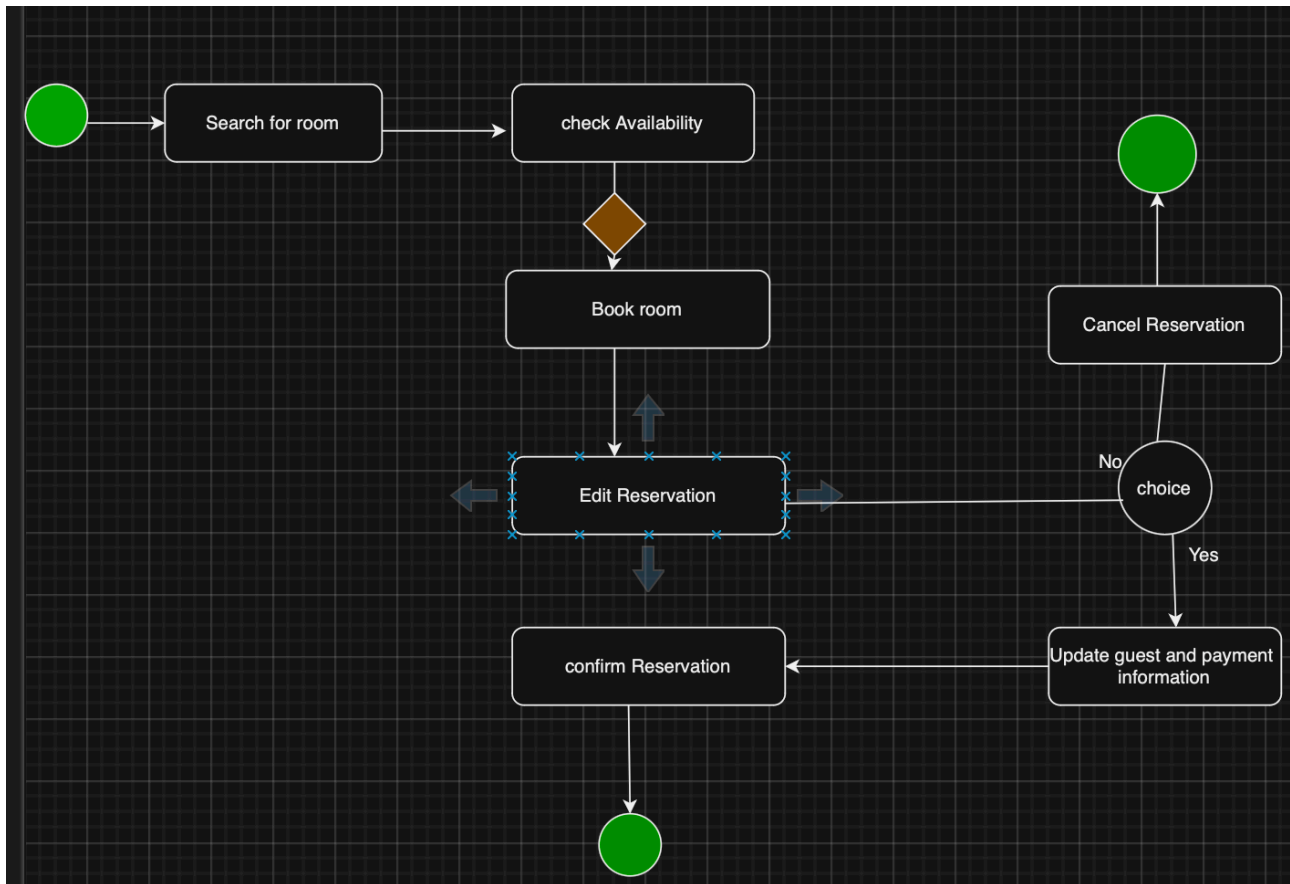 Search for room
check Availability
Book room
Cancel Reservation
Edit Reservation
No
choice
Yes
confirm Reservation
Update guest and payment
information